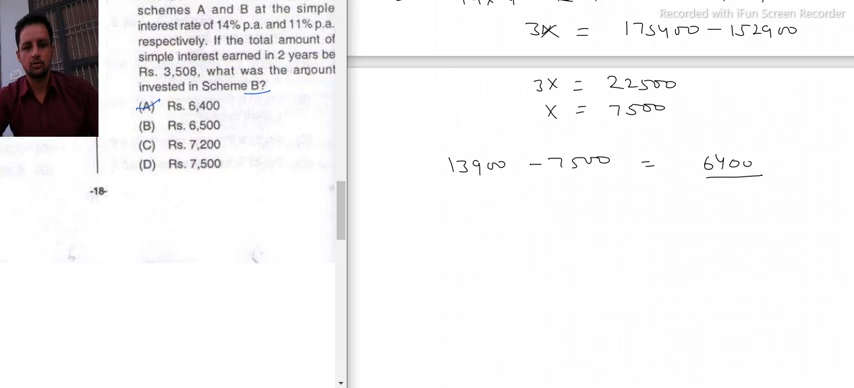 schemes A and B at the simple
interest rate of 14% p.a. and 11% p.a.
respectively. If the total amount of
simple interest earned in 2 years be
Rs. 3,508, what was the amount
invested in Scheme B?
(A) Rs. 6,400
(B) Rs. 6,500
(C) Rs. 7,200
(D) Rs. 7,500
-18-
Recorded with iFun Screen Recorder
3x = 175400 - 152900
3x = 22500
x = 7500
13900 - 7500 = 6400